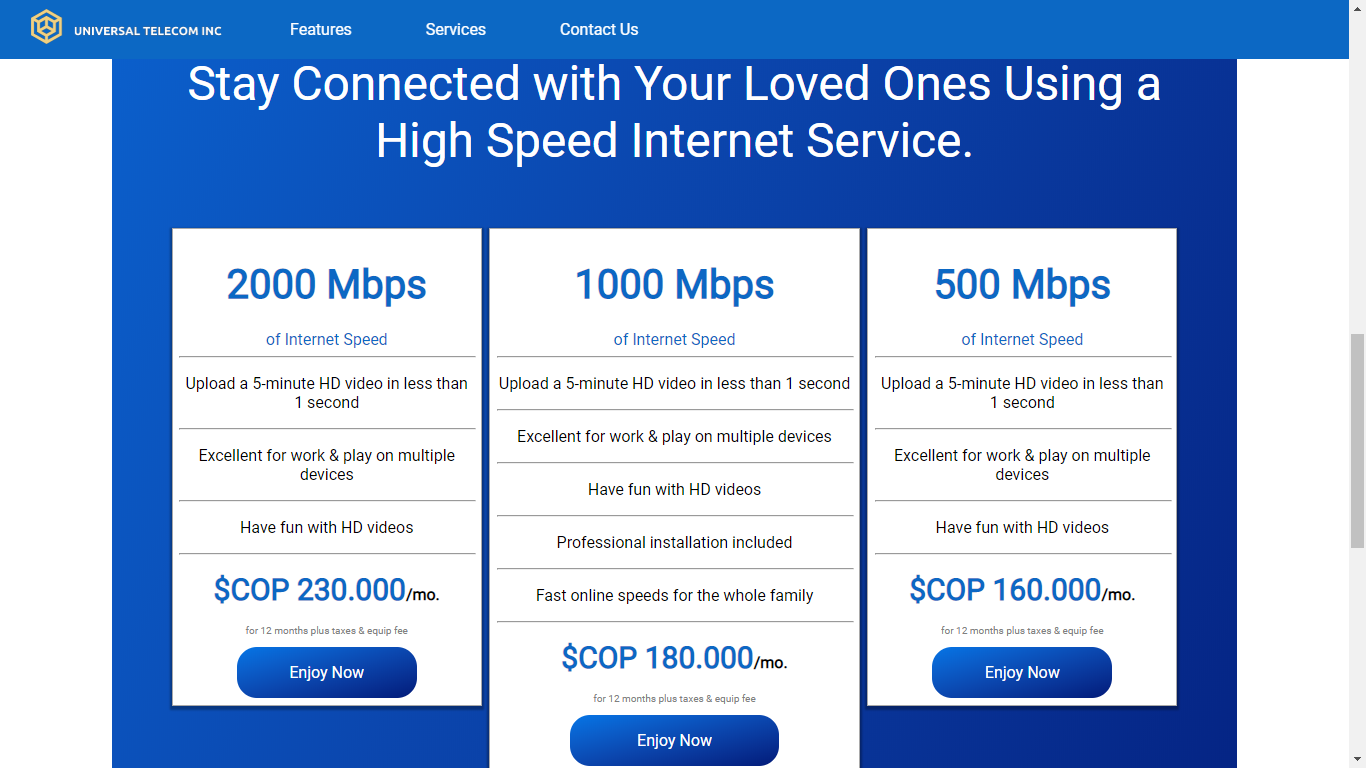 UNIVERSAL TELECOM INC
Features
Services
Contact Us
Stay Connected with Your Loved Ones Using a
High Speed Internet Service.
2000 Mbps
of Internet Speed
Upload a 5-minute HD video in less than
1 second
Excellent for work & play on multiple
devices
Have fun with HD videos
$COP 230.000/mo.
for 12 months plus taxes & equip fee
Enjoy Now
1000 Mbps
of Internet Speed
Upload a 5-minute HD video in less than 1 second
Excellent for work & play on multiple devices
Have fun with HD videos
Professional installation included
Fast online speeds for the whole family
$COP 180.000/mo.
for 12 months plus taxes & equip fee
Enjoy Now
500 Mbps
of Internet Speed
Upload a 5-minute HD video in less than
1 second
Excellent for work & play on multiple
devices
Have fun with HD videos
$COP 160.000/mo.
for 12 months plus taxes & equip fee
Enjoy Now